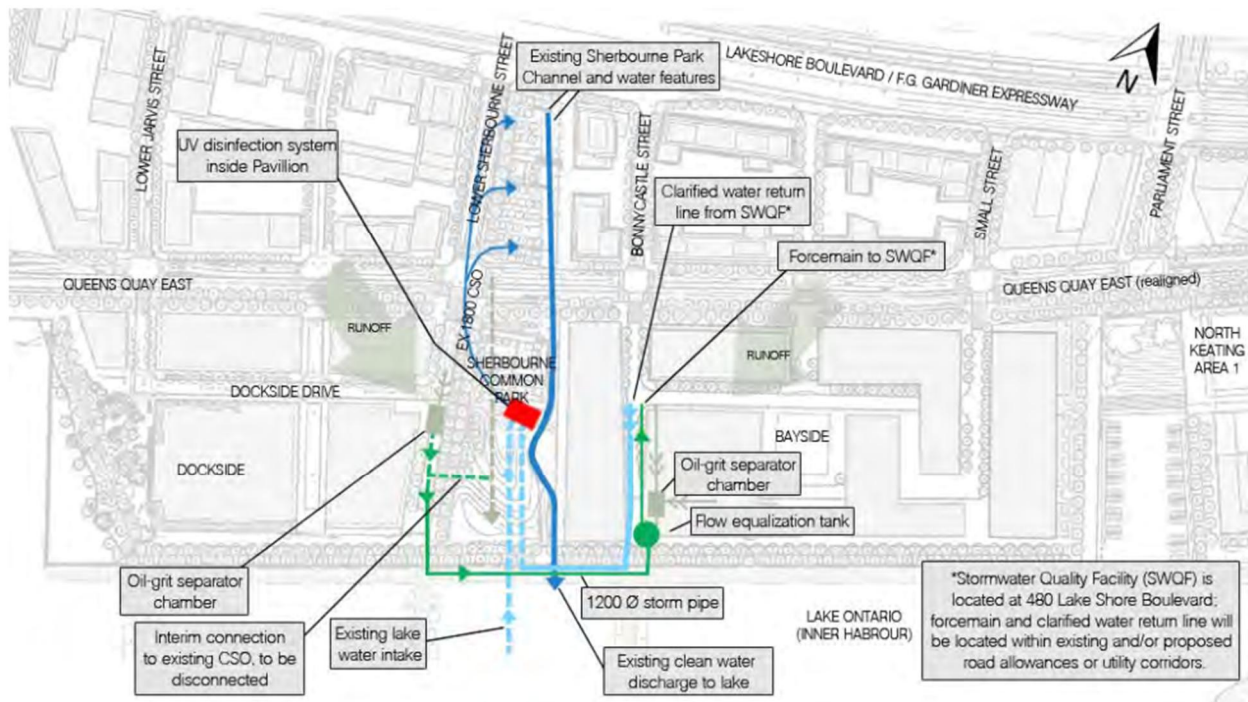 LOWER JARVIS STREET
LOWER SHERBOURNE STREET
Existing Sherbourne Park
Channel and water features
LAKESHORE BOULEVARD / F.G. GARDINER EXPRESSWAY
N
PARLIAMENT STREET
UV disinfection system
inside Pavillion
BONNYCASTLE STREET
Clarified water return
line from SWQF*
SMALL STREET
Forcemain to SWQF*
QUEENS QUAY EAST
EX 1800 CSO
QUEENS QUAY EAST (realigned)
RUNOFF
RUNOFF
NORTH
KEATING
AREA 1
SHERBOURNE
COMMON
PARK
DOCKSIDE DRIVE
DOCKSIDE
BAYSIDE
Oil-grit separator
chamber
Flow equalization tank
Oil-grit separator
chamber
1200 Ø storm pipe
LAKE ONTARIO
(INNER HABROUR)
Interim connection
to existing CSO, to be
disconnected
Existing lake
water intake
Existing clean water
discharge to lake
*Stormwater Quality Facility (SWQF) is
located at 480 Lake Shore Boulevard;
forcemain and clarified water return line will
be located within existing and/or proposed
road allowances or utility corridors.